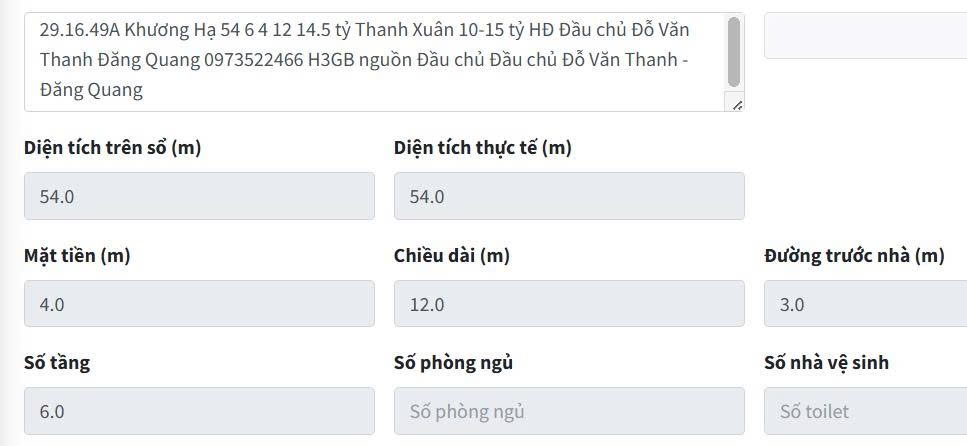 29.16.49A Khương Hạ 54 6 4 12 14.5 tỷ Thanh Xuân 10-15 tỷ HĐ Đầu chủ Đỗ Văn
Thanh Đăng Quang 0973522466 H3GB nguồn Đầu chủ Đầu chủ Đỗ Văn Thanh -
Đăng Quang
Diện tích trên sổ (m)
Diện tích thực tế (m)
54.0
54.0
Mặt tiền (m)
Chiều dài (m)
Đường trước nhà (m)
4.0
12.0
3.0
Số tầng
Số phòng ngủ
Số nhà vệ sinh
6.0
Số phòng ngủ
Số toilet